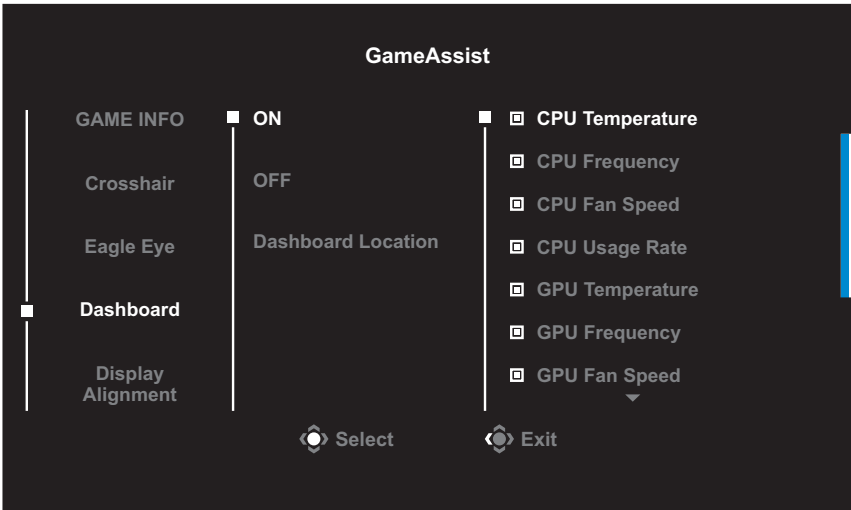 GameAssist
GAME INFO
Crosshair
Eagle Eye
Dashboard
Display
Alignment
ON
OFF
Dashboard Location
CPU Temperature
CPU Frequency
CPU Fan Speed
CPU Usage Rate
GPU Temperature
GPU Frequency
GPU Fan Speed
Select
Exit